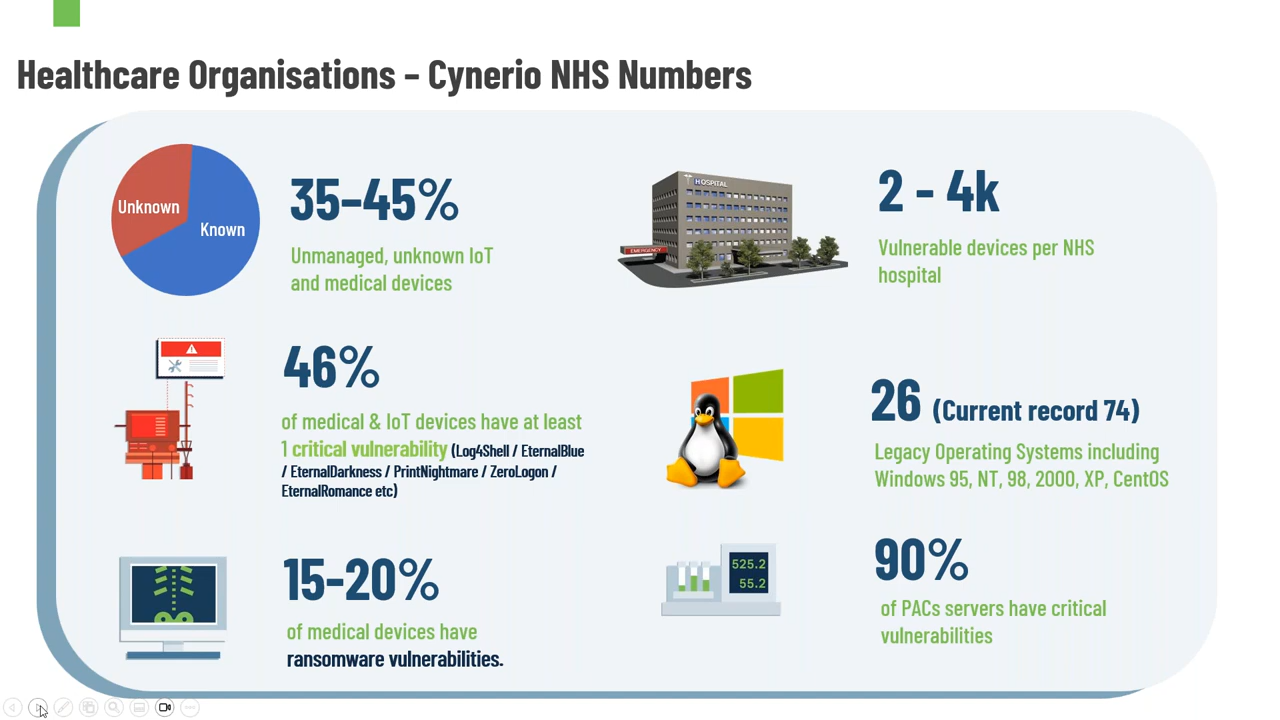 Healthcare Organisations – Cynerio NHS Numbers
Unknown
Known
35–45%
Unmanaged, unknown IoT
and medical devices
HOSPITAL
EMERGENCY
2 - 4k
Vulnerable devices per NHS
hospital
46%
of medical & IoT devices have at least
1 critical vulnerability (Log4Shell / EternalBlue
/ EternalDarkness / PrintNightmare / ZeroLogon /
EternalRomance etc)
26 (Current record 74)
Legacy Operating Systems including
Windows 95, NT, 98, 2000, XP, CentOS
15–20%
of medical devices have
ransomware vulnerabilities.
525.2
55.2
90%
of PACs servers have critical
vulnerabilities